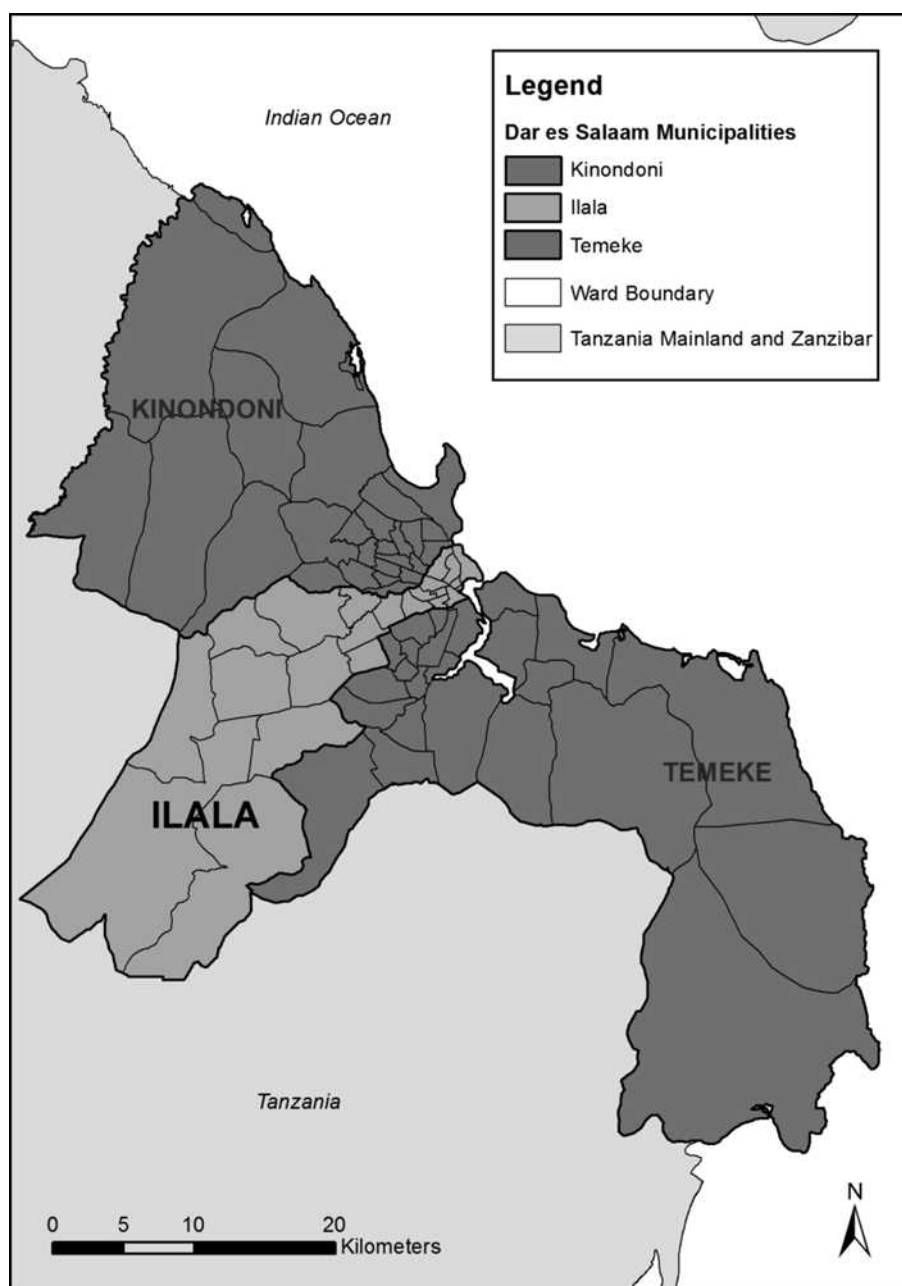 Indian Ocean
Legend
Dar es Salaam Municipalities
Kinondoni
Ilala
Temeke
Ward Boundary
Tanzania Mainland and Zanzibar
KINONDONI
TEMEKE
ILALA
Tanzania
N
0 5 10 20
Kilometers